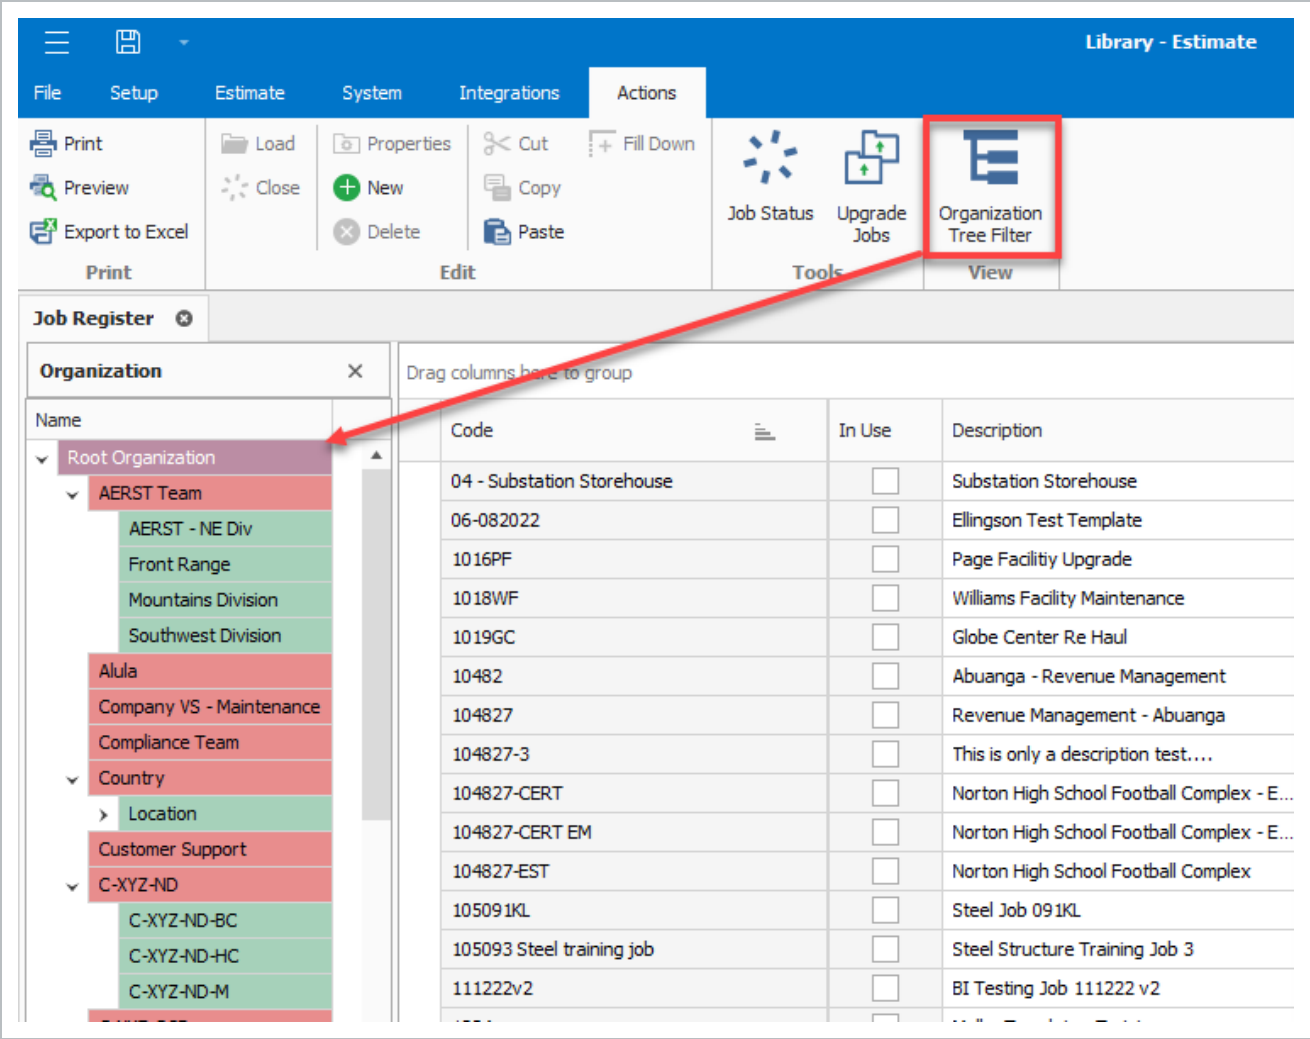 Library - Estimate
File Setup Estimate System Integrations Actions
Print Load Properties Cut Fill Down
Preview Close New Copy
Export to Excel Delete Paste
Job Status Upgrade Jobs Organization Tree Filter
Print Edit Tools View
Job Register
Organization
Drag columns here to group
Name
Code In Use Description
Root Organization
AERST Team
AERST - NE Div
Front Range
Mountains Division
Southwest Division
Alula
Company VS - Maintenance
Compliance Team
Country
Location
Customer Support
C-XYZ-ND
C-XYZ-ND-BC
C-XYZ-ND-HC
C-XYZ-ND-M
04 - Substation Storehouse Substation Storehouse
06-082022 Ellingson Test Template
1016PF Page Facilitiy Upgrade
1018WF Williams Facility Maintenance
1019GC Globe Center Re Haul
10482 Abuanga - Revenue Management
104827 Revenue Management - Abuanga
104827-3 This is only a description test....
104827-CERT Norton High School Football Complex - E...
104827-CERT EM Norton High School Football Complex - E...
104827-EST Norton High School Football Complex
105091KL Steel Job 091KL
105093 Steel training job Steel Structure Training Job 3
111222v2 BI Testing Job 111222 v2